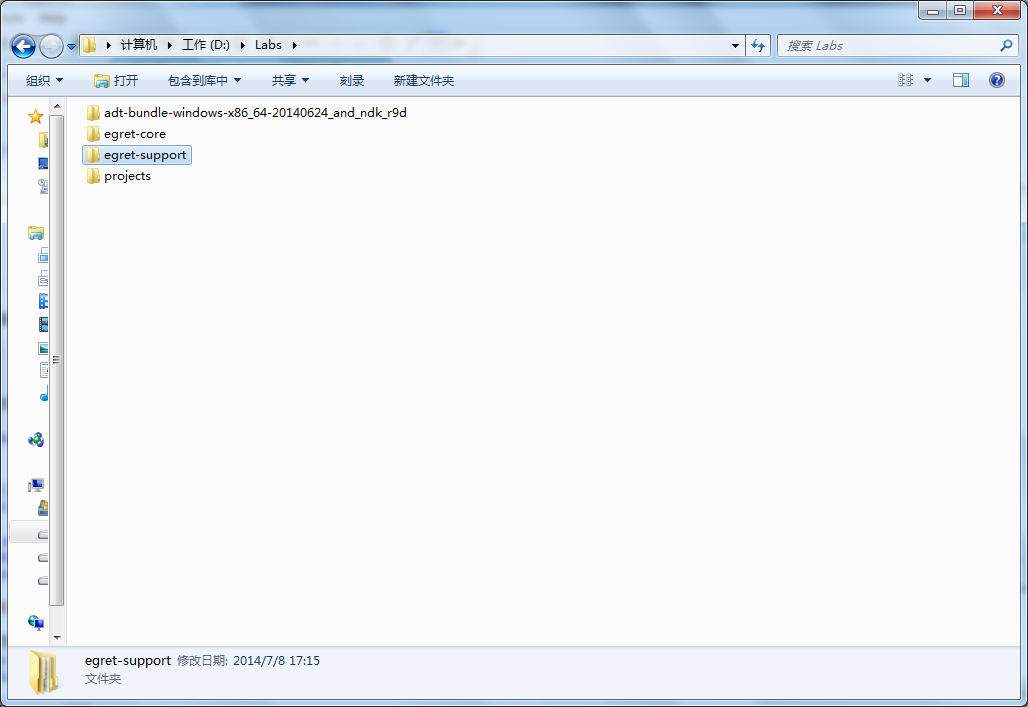 计算机 工作 (D:) Labs
搜索 Labs
组织 打开 包含到库中 共享 刻录 新建文件夹
adt-bundle-windows-x86_64-20140624_and_ndk_r9d
egret-core
egret-support
projects
egret-support 修改日期: 2014/7/8 17:15
文件夹